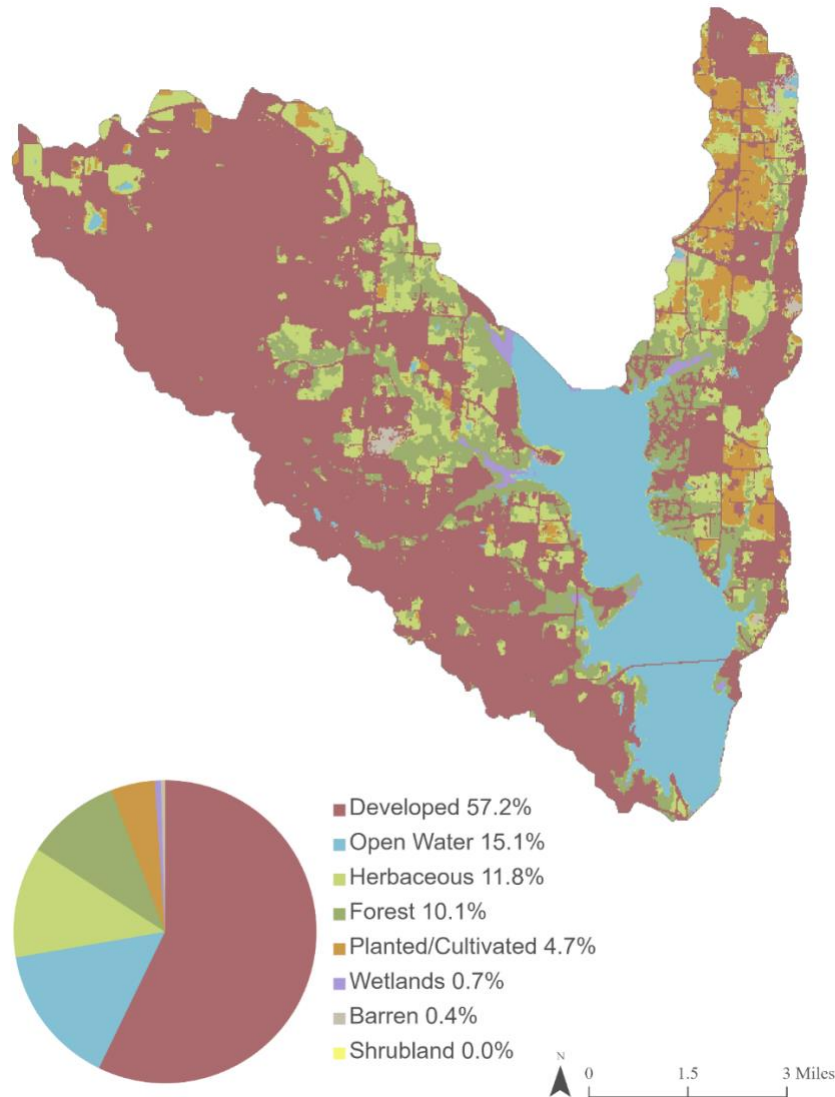 Developed 57.2%
Open Water 15.1%
Herbaceous 11.8%
Forest 10.1%
Planted/Cultivated 4.7%
Wetlands 0.7%
Barren 0.4%
Shrubland 0.0%
N
0 1.5 3 Miles